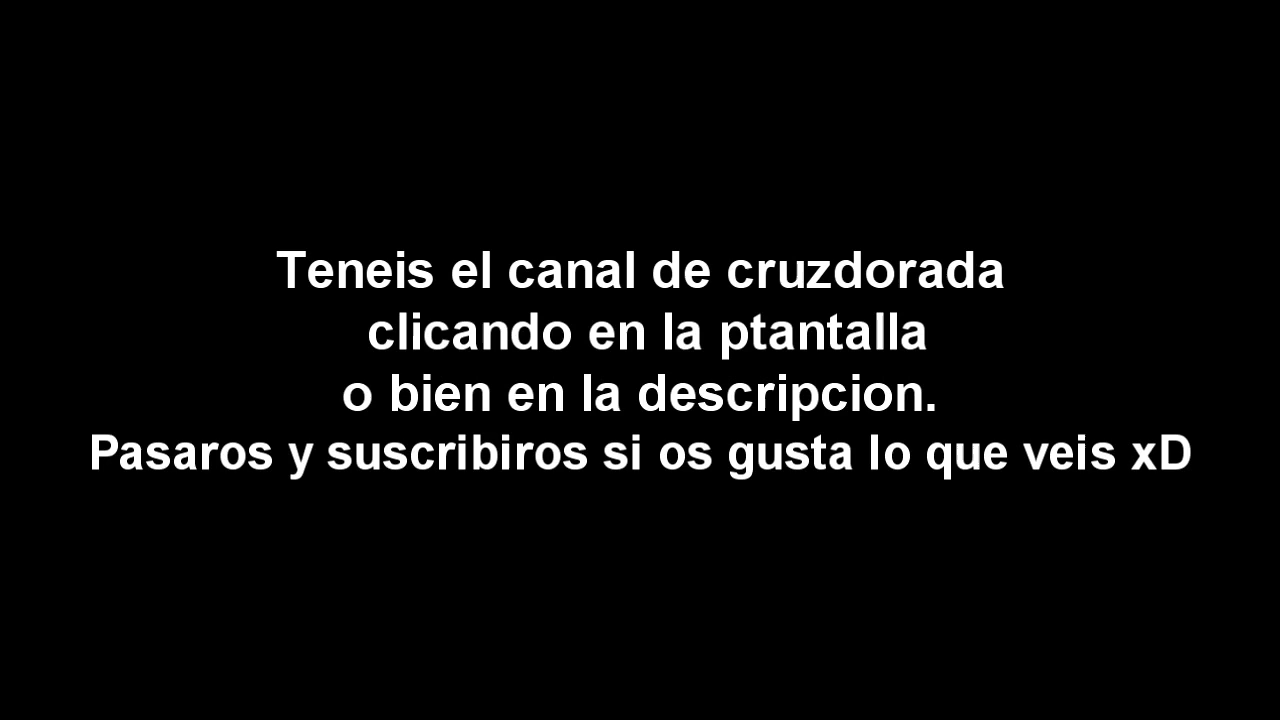 Teneis el canal de cruzdorada
clicando en la ptantalla
o bien en la descripcion.
Pasaros y suscribiros si os gusta lo que veis xD